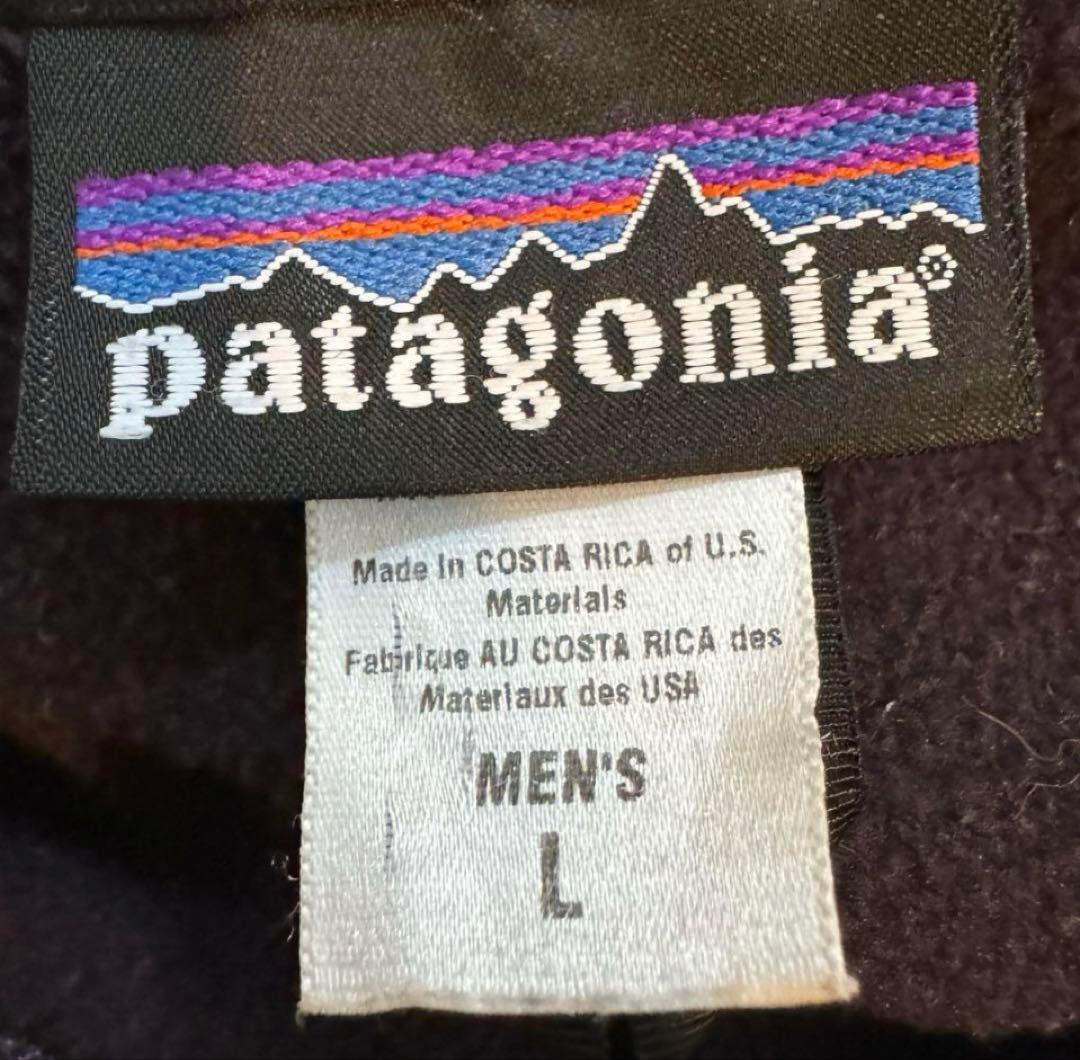 patagonia®
Made in COSTA RICA of U.S.
Materials
Fabrique AU COSTA RICA des
Materiaux des USA
MEN'S
L